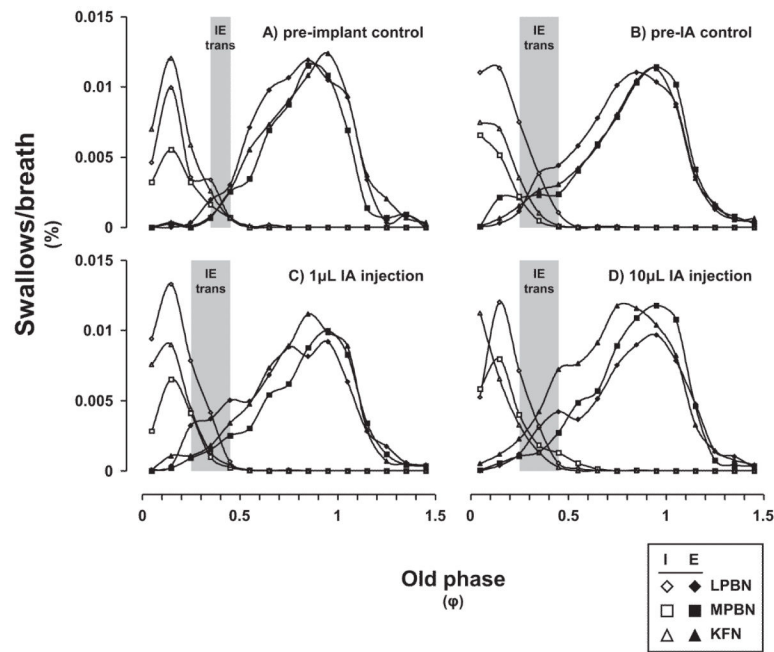 IE
trans
A) pre-implant control
IE
trans
B) pre-IA control
0.015
0.01
0.005
0
IE
trans
C) 1µL IA injection
IE
trans
D) 10µL IA injection
0.015
0.01
0.005
0
Swallows/breath
(%)
0 0.5 1 1.5
0 0.5 1 1.5
Old phase
(φ)
I E
LPBN
MPBN
KFN